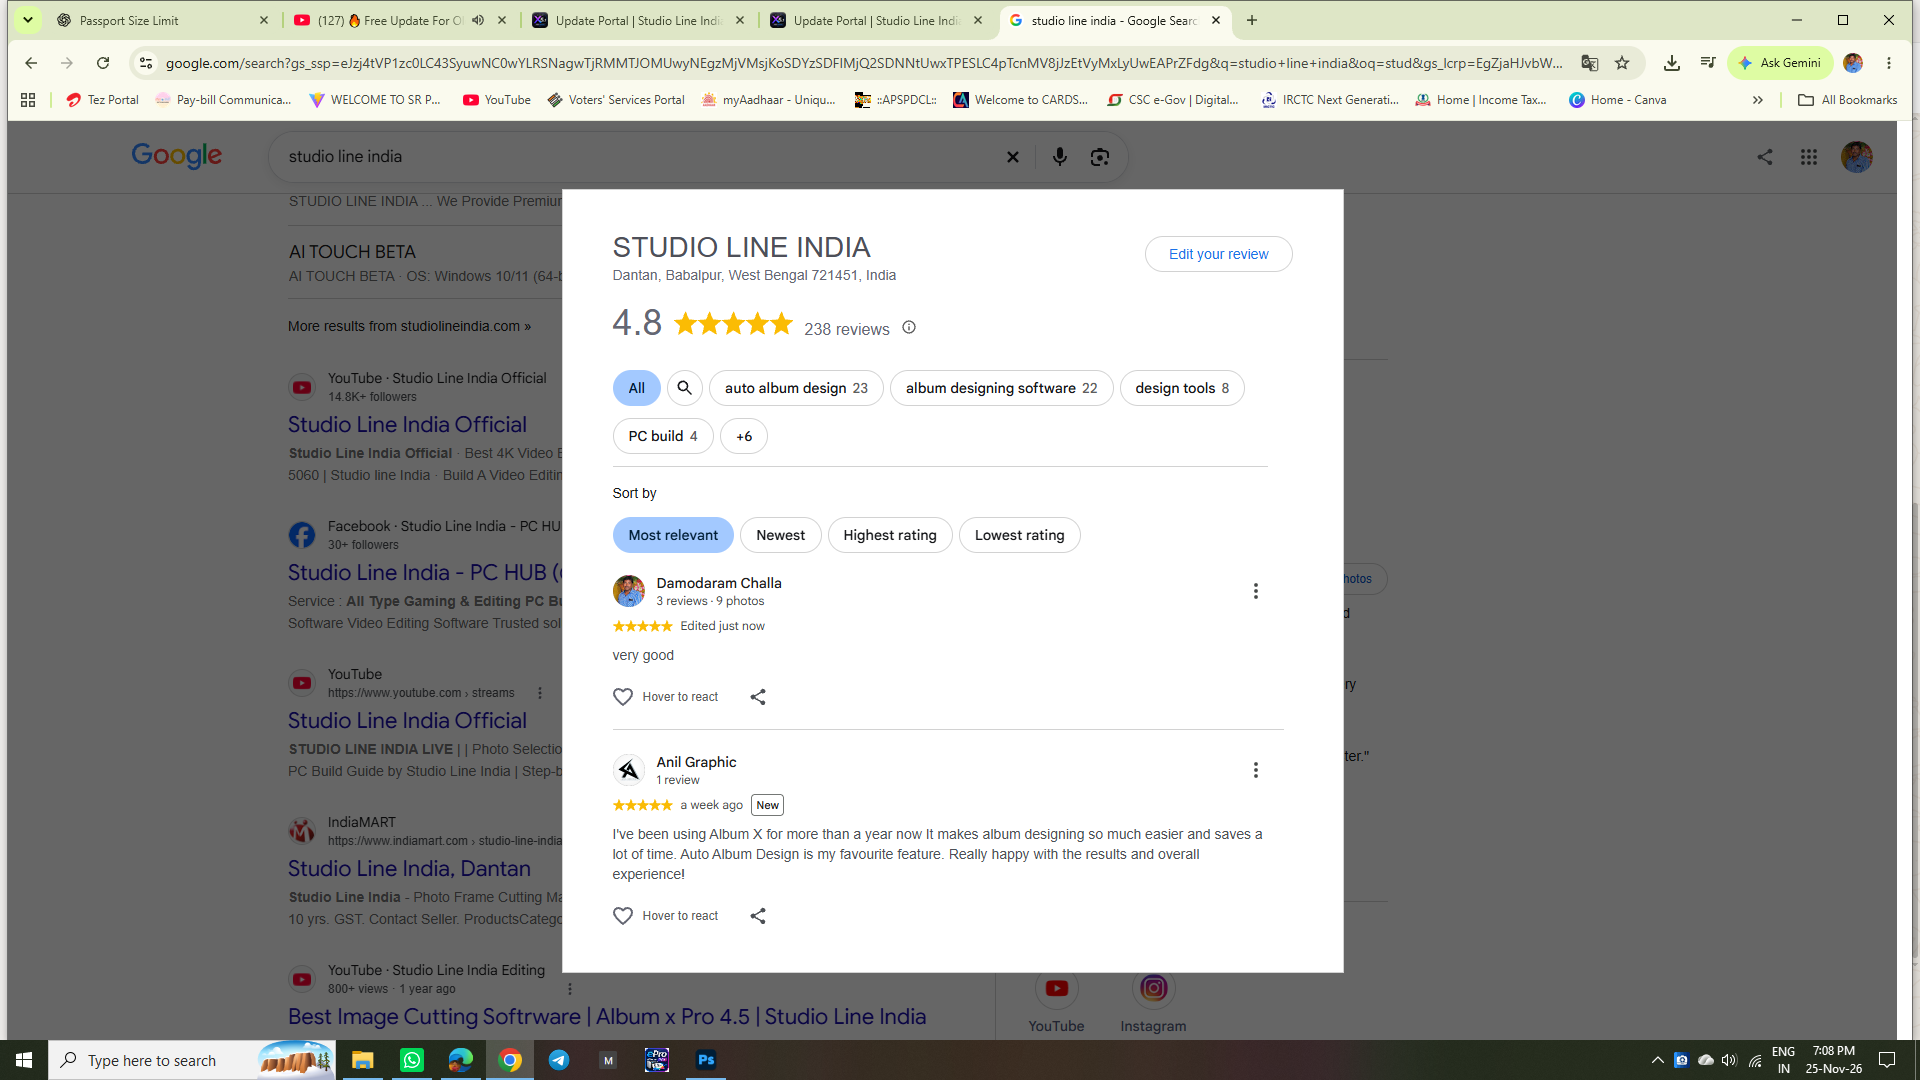 Passport Size Limit
(127) 🔥 Free Update For Ol
Update Portal | Studio Line Indi
Update Portal | Studio Line Indi
studio line india - Google Searc
google.com/search?gs_ssp=eJzj4tVP1zc0LC43SyuwNC0wYLRSNagwTjRMMTJOMUwyNEgzMjVMsjKoSDYzSDFIMjQ2SDNNtUwxTPESLC4pTcnMV8jJzEtVyMxLyUwEAPrZFdg&q=studio+line+india&oq=stud&gs_lcrp=EgZjaHJvbW...
Ask Gemini
Tez Portal
Pay-bill Communica...
WELCOME TO SR P...
YouTube
Voters' Services Portal
myAadhaar - Uniqu...
::APSPDCL::
Welcome to CARDS...
CSC e-Gov | Digital...
IRCTC Next Generati...
Home | Income Tax...
Home - Canva
All Bookmarks
Google
studio line india
STUDIO LINE INDIA ... We Provide Premiur
AI TOUCH BETA
AI TOUCH BETA · OS: Windows 10/11 (64-b
More results from studiolineindia.com »
YouTube · Studio Line India Official
14.8K+ followers
Studio Line India Official
Studio Line India Official · Best 4K Video E
5060 | Studio line India · Build A Video Editin
Facebook · Studio Line India - PC HU
30+ followers
Studio Line India - PC HUB (
Service : All Type Gaming & Editing PC Bu
Software Video Editing Software Trusted sol
YouTube
https://www.youtube.com › streams
Studio Line India Official
STUDIO LINE INDIA LIVE | | Photo Selectio
PC Build Guide by Studio Line India | Step-b
IndiaMART
https://www.indiamart.com › studio-line-india
Studio Line India, Dantan
Studio Line India - Photo Frame Cutting Ma
10 yrs. GST. Contact Seller. ProductsCatego
YouTube · Studio Line India Editing
800+ views · 1 year ago
Best Image Cutting Softrware | Album x Pro 4.5 | Studio Line India
STUDIO LINE INDIA
Edit your review
Dantan, Babalpur, West Bengal 721451, India
4.8
238 reviews
All
auto album design 23
album designing software 22
design tools 8
PC build 4
+6
Sort by
Most relevant
Newest
Highest rating
Lowest rating
Damodaram Challa
3 reviews · 9 photos
Edited just now
very good
Hover to react
Anil Graphic
1 review
a week ago
New
I've been using Album X for more than a year now It makes album designing so much easier and saves a
lot of time. Auto Album Design is my favourite feature. Really happy with the results and overall
experience!
Hover to react
hotos
d
ry
ter."
YouTube
Instagram
Type here to search
M
Ps
ENG
IN
7:08 PM
25-Nov-26